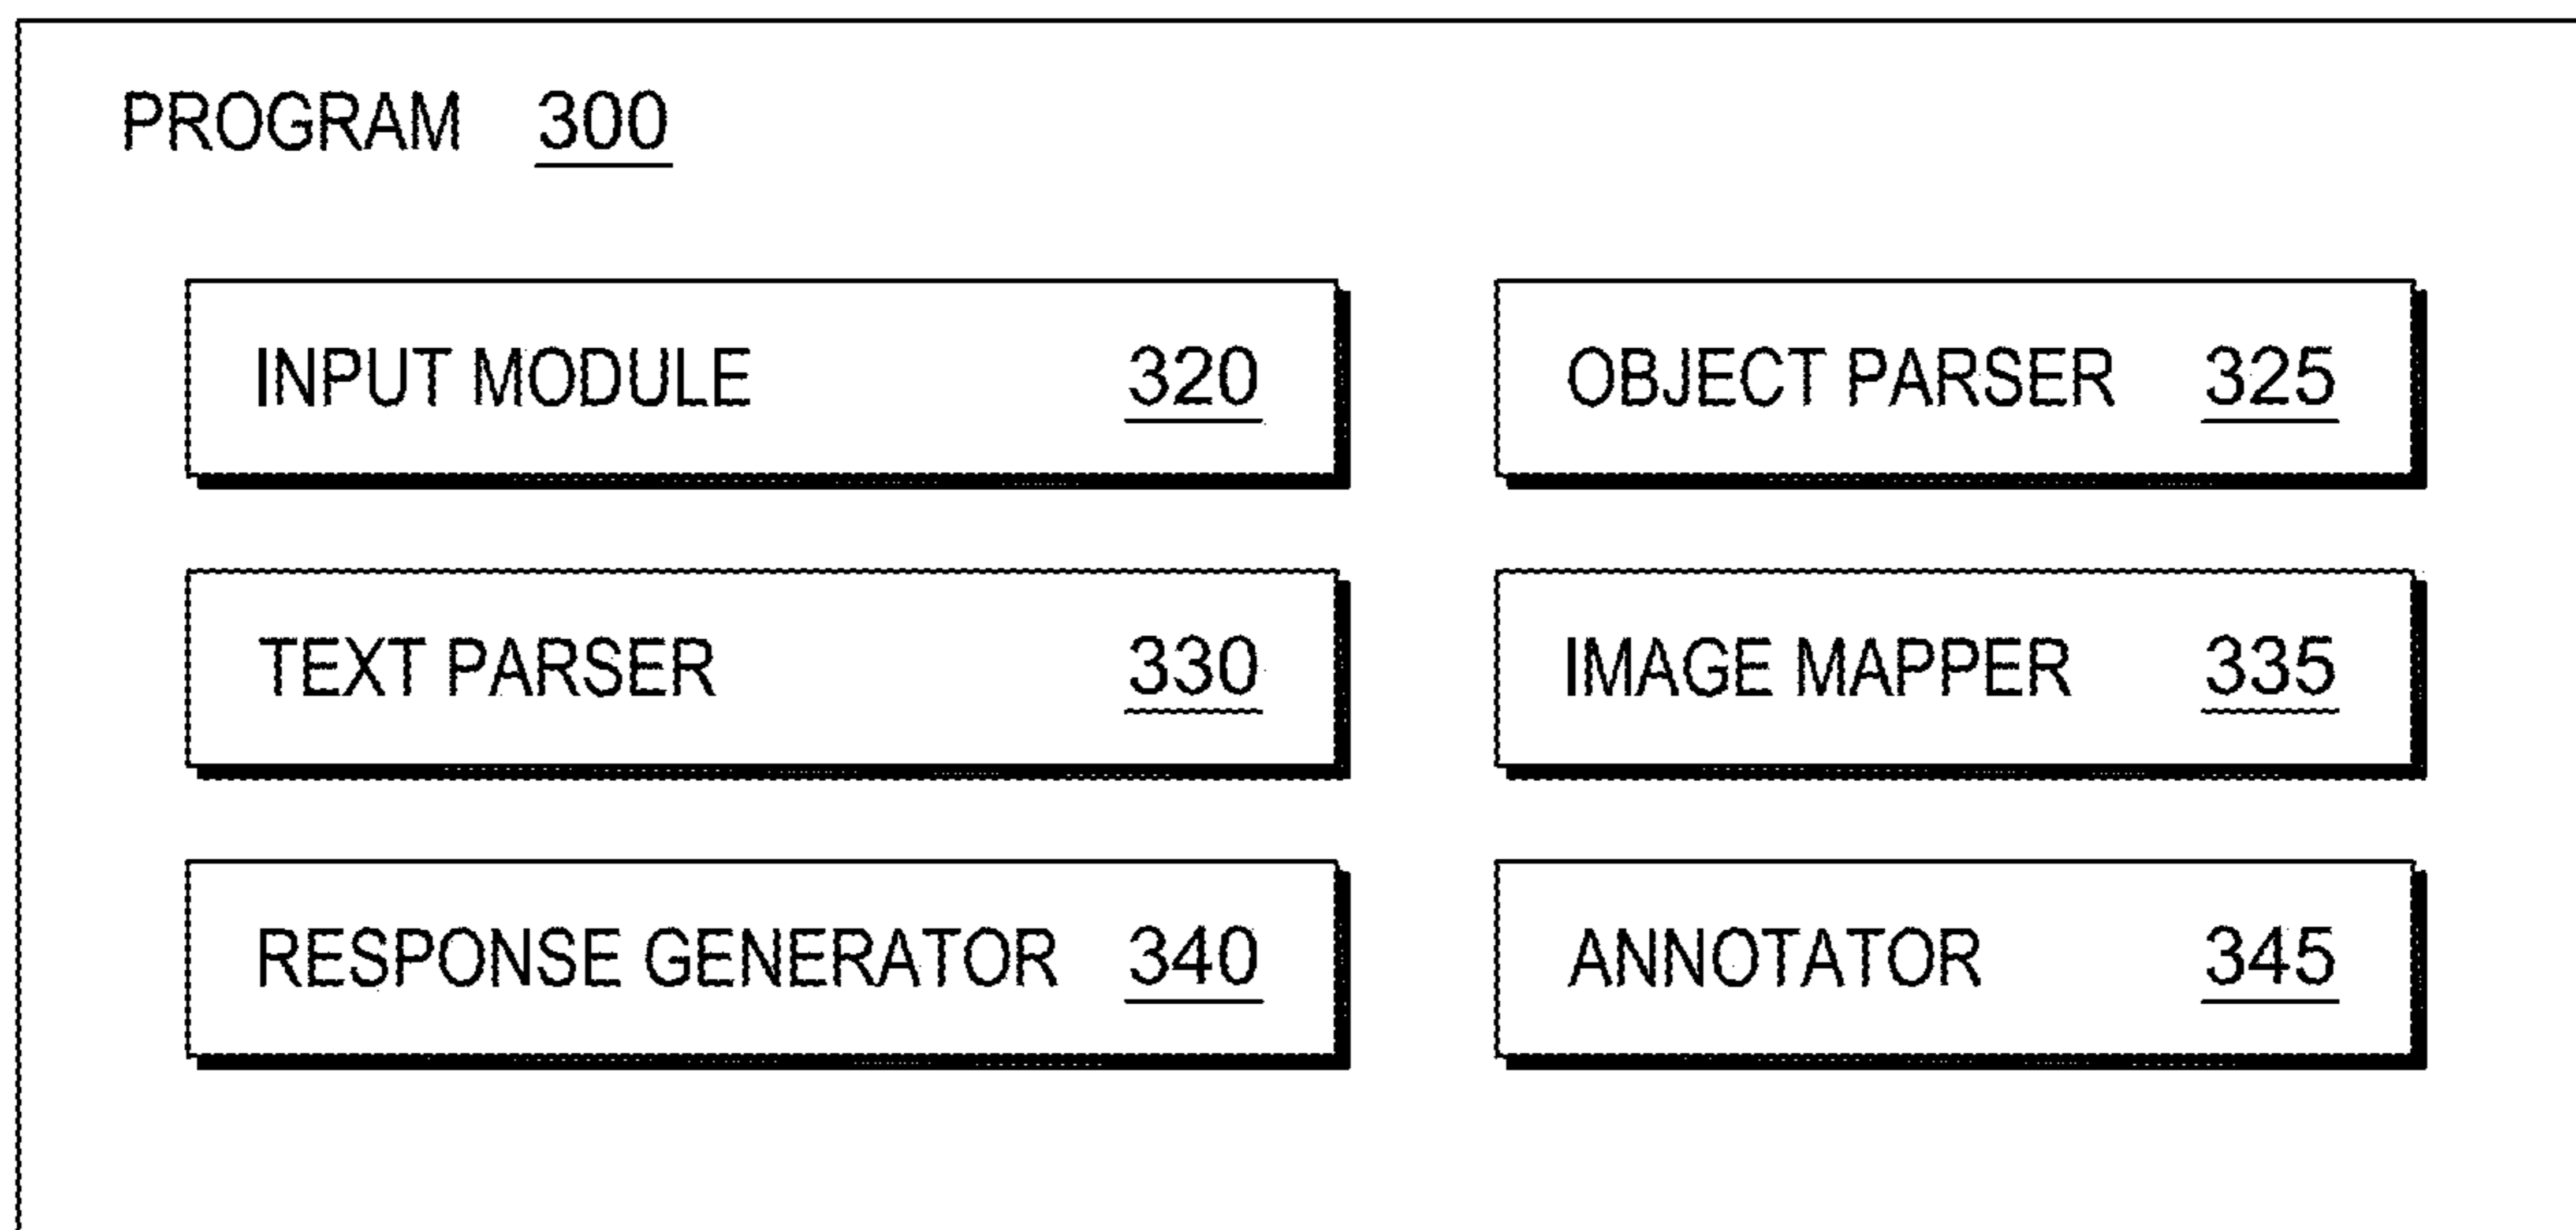 PROGRAM 300
INPUT MODULE 320
OBJECT PARSER 325
TEXT PARSER 330
IMAGE MAPPER 335
RESPONSE GENERATOR 340
ANNOTATOR 345